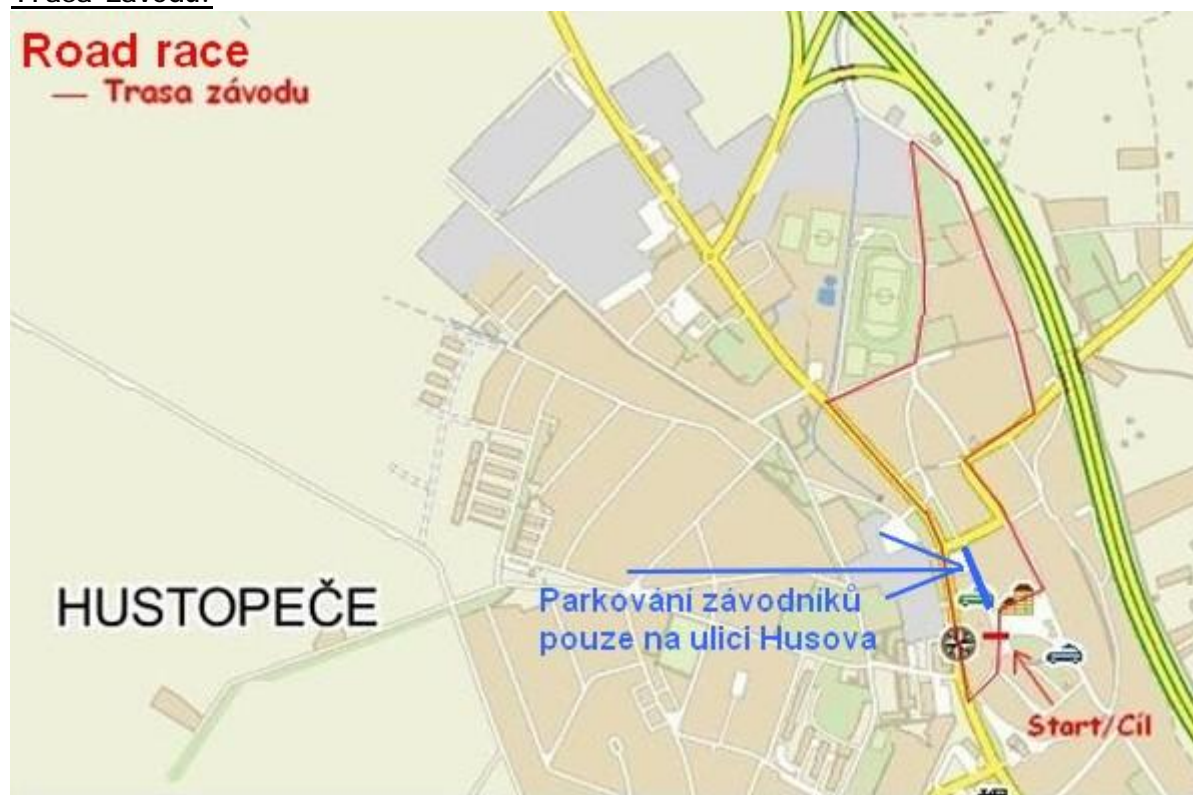 Trasa závodu:
Road race
— Trasa závodu
HUSTOPEČE
Parkování závodníků
pouze na ulici Husova
Start/Cíl